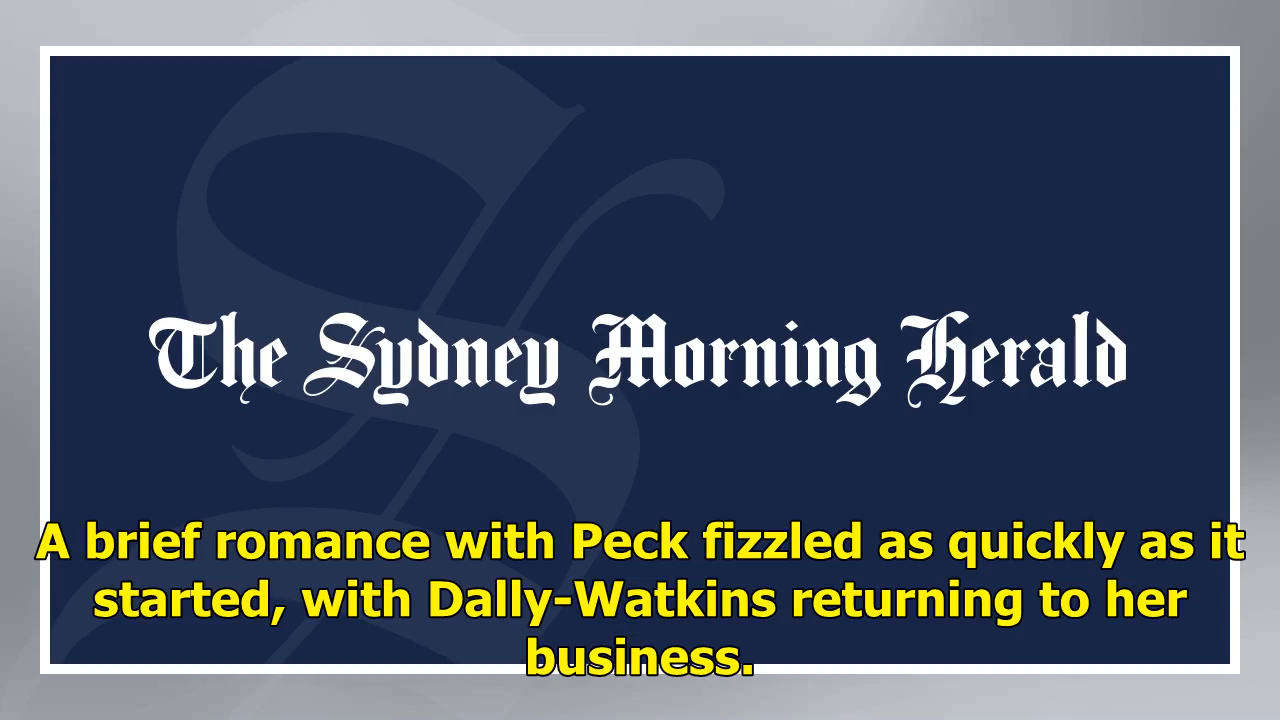 The Sydney Morning Herald
A brief romance with Peck fizzled as quickly as it
started, with Dally-Watkins returning to her
business.